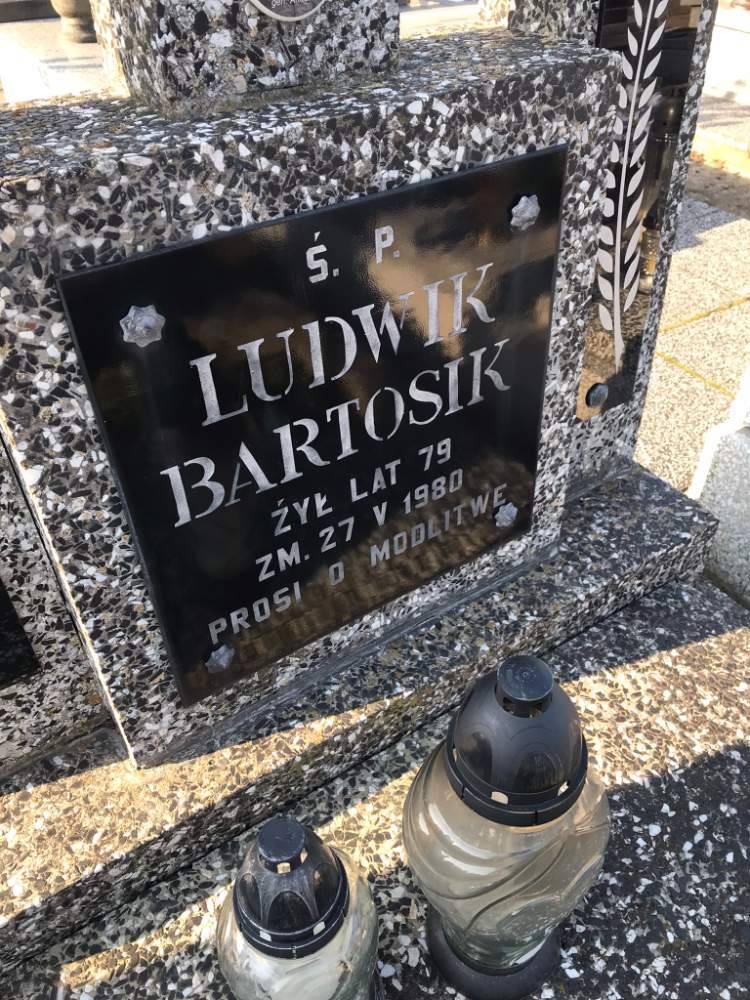 Ś. P.
LUDWIK
BARTOSIK
ŻYŁ LAT 79
ZM. 27 V 1980
PROSI O MODLITWĘ